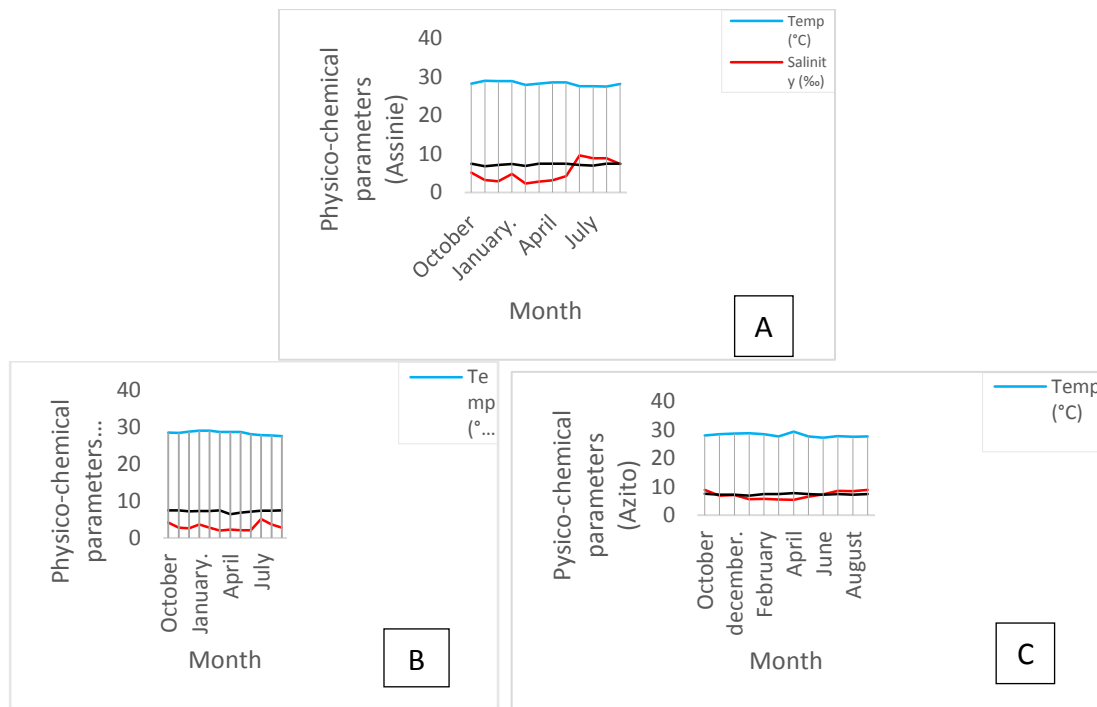 Temp
(°C)
Salinit
y (‰)
Physico-chemical
parameters
(Assinie)
40
30
20
10
0
October
January.
April
July
Month
A
Te
mp
(°...
Physico-chemical
parameters...
40
30
20
10
0
October
January.
April
July
Month
B
Temp
(°C)
Pysico-chemical
parameters
(Azito)
40
30
20
10
0
October
december.
February
April
June
August
Month
C